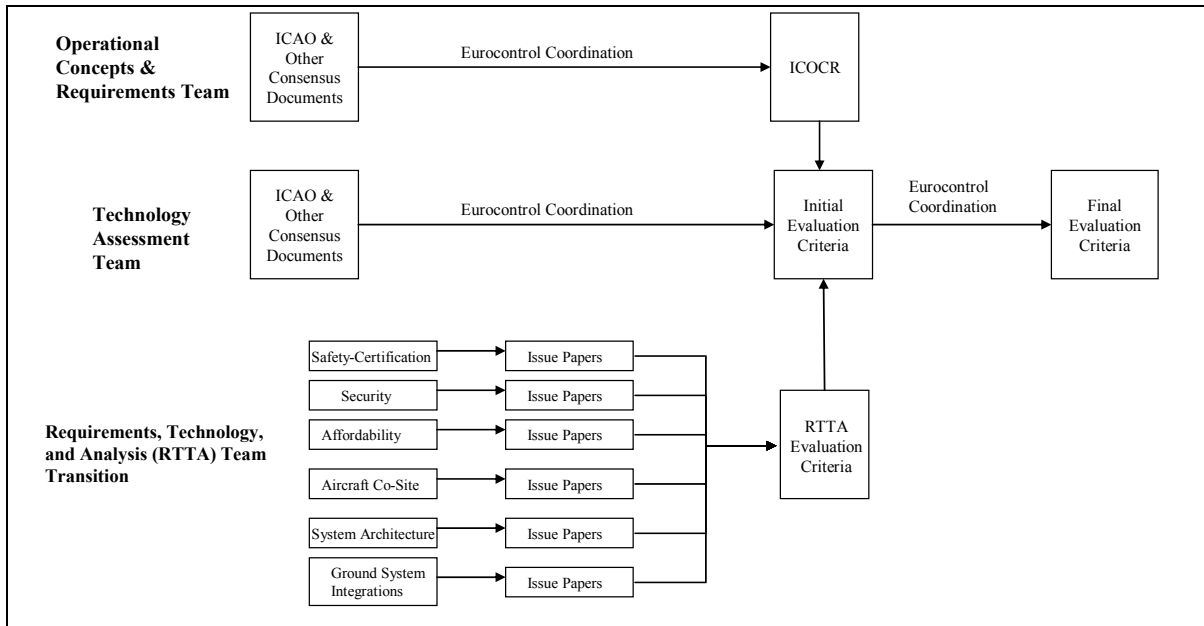 Operational
Concepts &
Requirements Team
ICAO &
Other
Consensus
Documents
Eurocontrol Coordination
ICOCR
Technology
Assessment
Team
ICAO &
Other
Consensus
Documents
Eurocontrol Coordination
Initial
Evaluation
Criteria
Eurocontrol
Coordination
Final
Evaluation
Criteria
Requirements, Technology,
and Analysis (RTTA) Team
Transition
Safety-Certification
Issue Papers
Security
Issue Papers
Affordability
Issue Papers
Aircraft Co-Site
Issue Papers
System Architecture
Issue Papers
Ground System
Integrations
Issue Papers
RTTA
Evaluation
Criteria